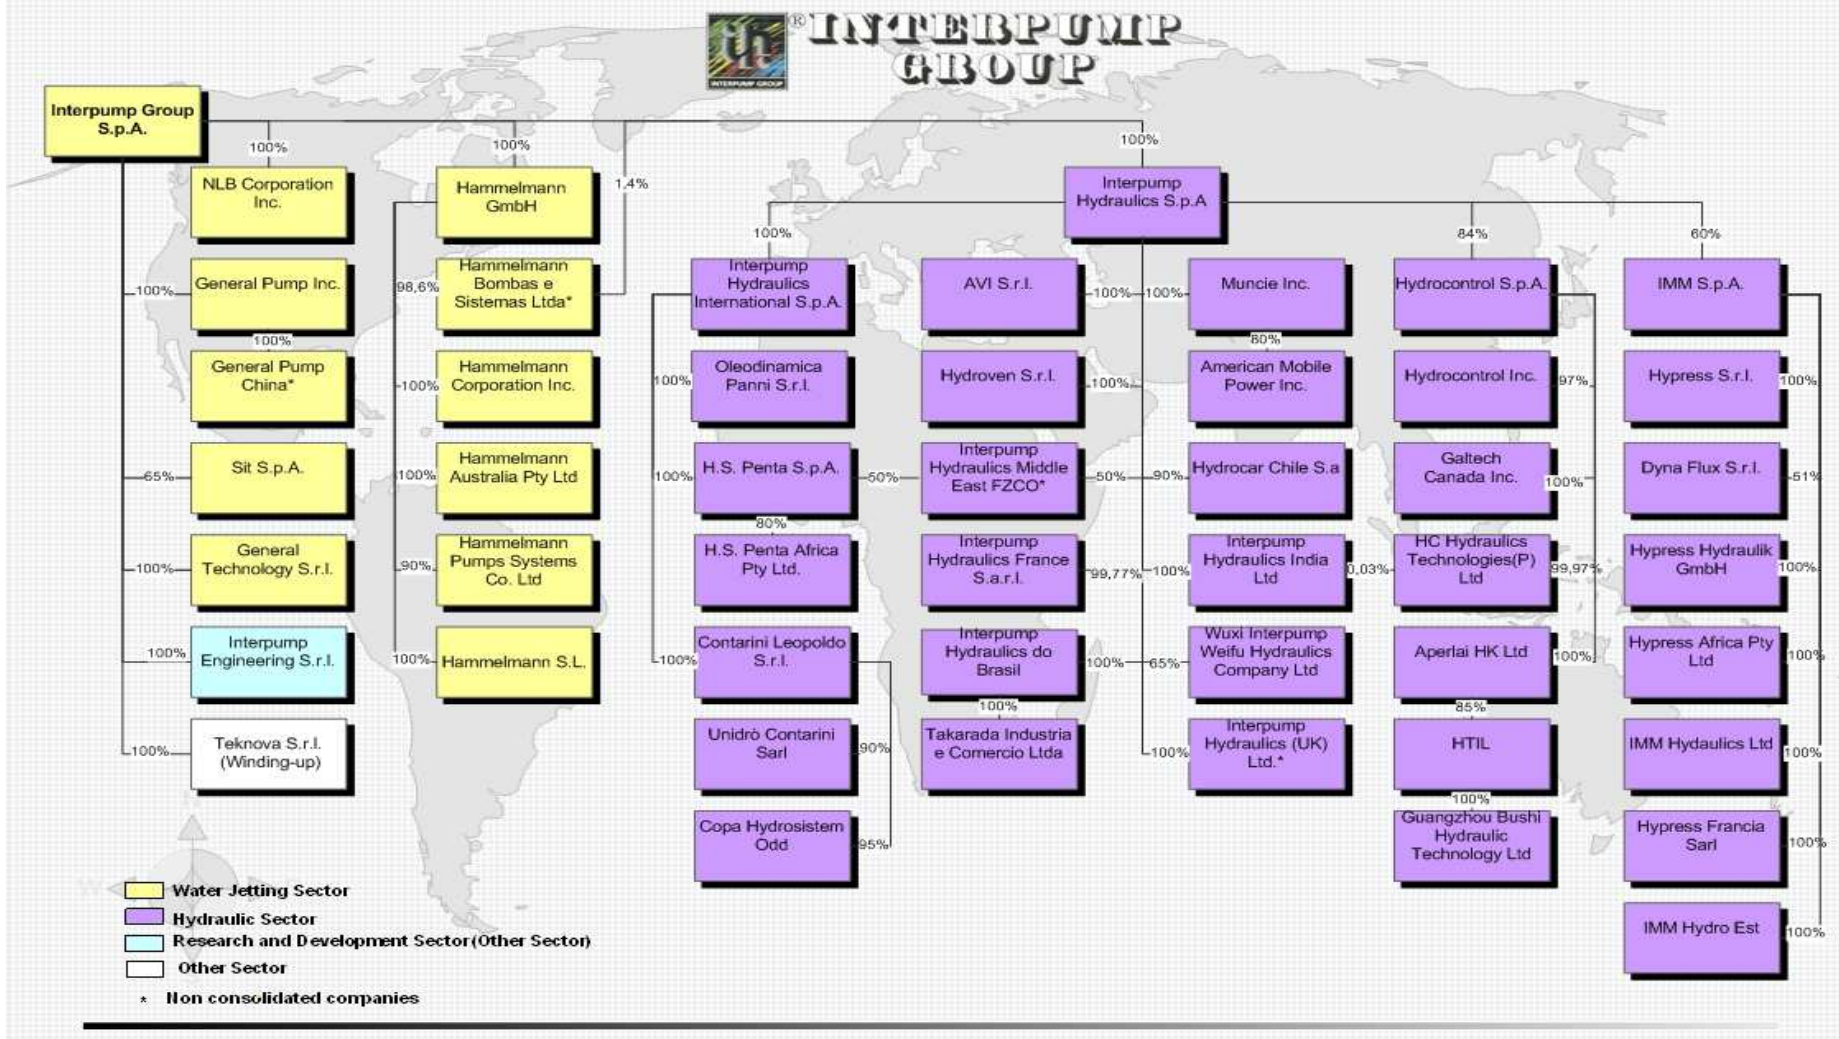 INTERPUMP
GROUP
®
INTERPUMP GROUP
Interpump Group
S.p.A.
100%
100%
1,4%
100%
NLB Corporation
Inc.
Hammelmann
GmbH
Interpump
Hydraulics S.p.A
100%
84%
60%
100%
General Pump Inc.
98,6%
Hammelmann
Bombas e
Sistemas Ltda*
Interpump
Hydraulics
International S.p.A.
AVI S.r.l.
100%
100%
Muncie Inc.
Hydrocontrol S.p.A.
IMM S.p.A.
100%
General Pump
China*
100%
Hammelmann
Corporation Inc.
100%
Oleodinamica
Panni S.r.l.
Hydroven S.r.l.
100%
80%
American Mobile
Power Inc.
Hydrocontrol Inc.
97%
Hypress S.r.l.
100%
65%
Sit S.p.A.
100%
Hammelmann
Australia Pty Ltd
100%
H.S. Penta S.p.A.
50%
Interpump
Hydraulics Middle
East FZCO*
50%
90%
Hydrocar Chile S.a
Galtech
Canada Inc.
100%
Dyna Flux S.r.l.
51%
100%
General
Technology S.r.l.
90%
Hammelmann
Pumps Systems
Co. Ltd
80%
H.S. Penta Africa
Pty Ltd.
Interpump
Hydraulics France
S.a.r.l.
99,77%
100%
Interpump
Hydraulics India
Ltd
0,03%
HC Hydraulics
Technologies(P)
Ltd
99,97%
Hypress Hydraulik
GmbH
100%
100%
Interpump
Engineering S.r.l.
100%
Hammelmann S.L.
100%
Contarini Leopoldo
S.r.l.
Interpump
Hydraulics do
Brasil
100%
65%
Wuxi Interpump
Weifu Hydraulics
Company Ltd
Aperlai HK Ltd
100%
Hypress Africa Pty
Ltd
100%
100%
Teknova S.r.l.
(Winding-up)
Unidrò Contarini
Sarl
90%
100%
Takarada Industria
e Comercio Ltda
100%
Interpump
Hydraulics (UK)
Ltd.*
85%
HTIL
IMM Hydaulics Ltd
100%
Copa Hydrosistem
Odd
95%
100%
Guangzhou Bushi
Hydraulic
Technology Ltd
Hypress Francia
Sarl
100%
IMM Hydro Est
100%
Water Jetting Sector
Hydraulic Sector
Research and Development Sector(Other Sector)
Other Sector
* Non consolidated companies